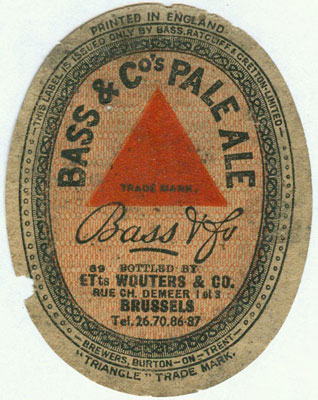 PRINTED IN ENGLAND.
THIS LABEL IS ISSUED ONLY BY BASS, RATCLIFF & GRETTON, LIMITED
BASS & Co's PALE ALE
TRADE MARK.
Bass & Co
69 BOTTLED BY
ETts WOUTERS & CO.
RUE CH. DEMEER 1 et 3
BRUSSELS
Tel. 26.70.86-87
BREWERS, BURTON-ON-TRENT
"TRIANGLE" TRADE MARK.